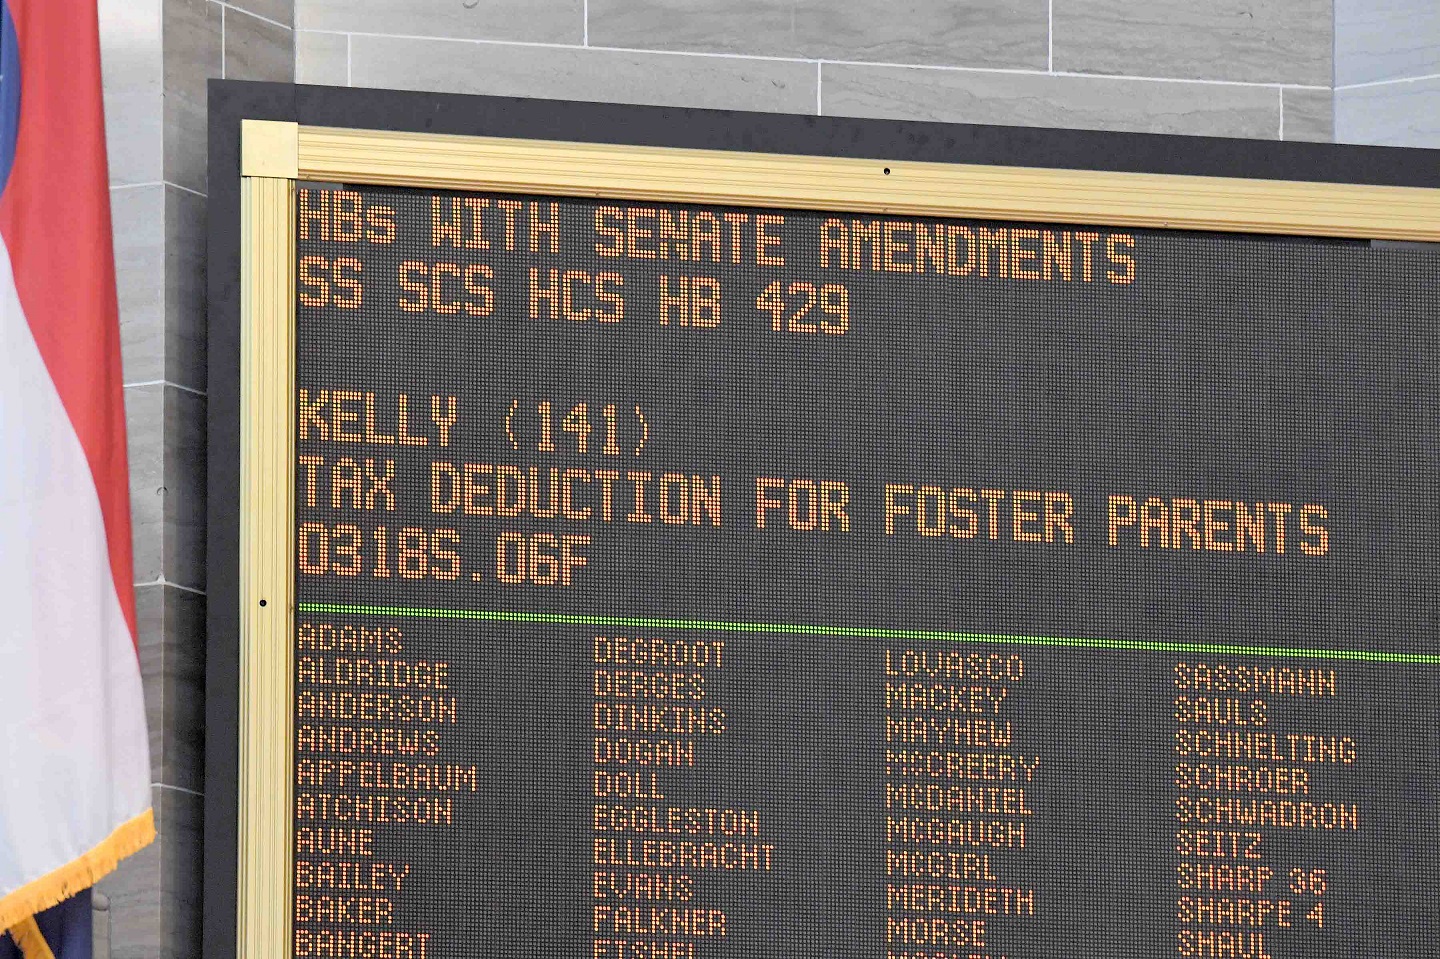 HBs WITH SENATE AMENDMENTS
SS SCS HCS HB 429
KELLY (141)
TAX DEDUCTION FOR FOSTER PARENTS
0318S.06F
ADAMS
ALDRIDGE
ANDERSON
ANDREWS
APPELBAUM
ATCHISON
AUNE
BAILEY
BAKER
BANGERT
DEGROOT
DERGES
DINKINS
DOGAN
DOLL
EGGLESTON
ELLEBRACHT
EVANS
FALKNER
FISHEL
LOVASCO
MACKEY
MAYHEW
MCCREERY
MCDANIEL
MCGAUGH
MCGIRL
MERIDETH
MORSE
SASSMANN
SAULS
SCHNELTING
SCHROER
SCHWADRON
SEITZ
SHARP 36
SHARPE 4
SHAUL